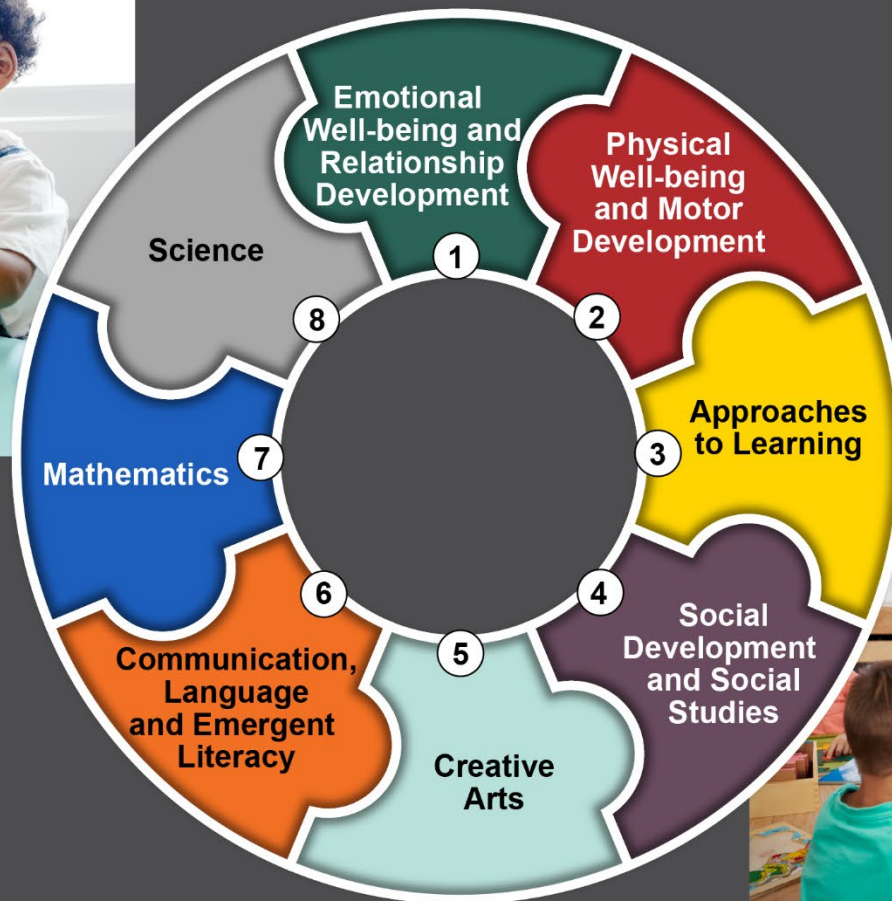 Emotional
Well-being and
Relationship
Development
1
Physical
Well-being
and Motor
Development
2
Approaches
to Learning
3
Social
Development
and Social
Studies
4
Creative
Arts
5
Communication,
Language
and Emergent
Literacy
6
Mathematics
7
Science
8